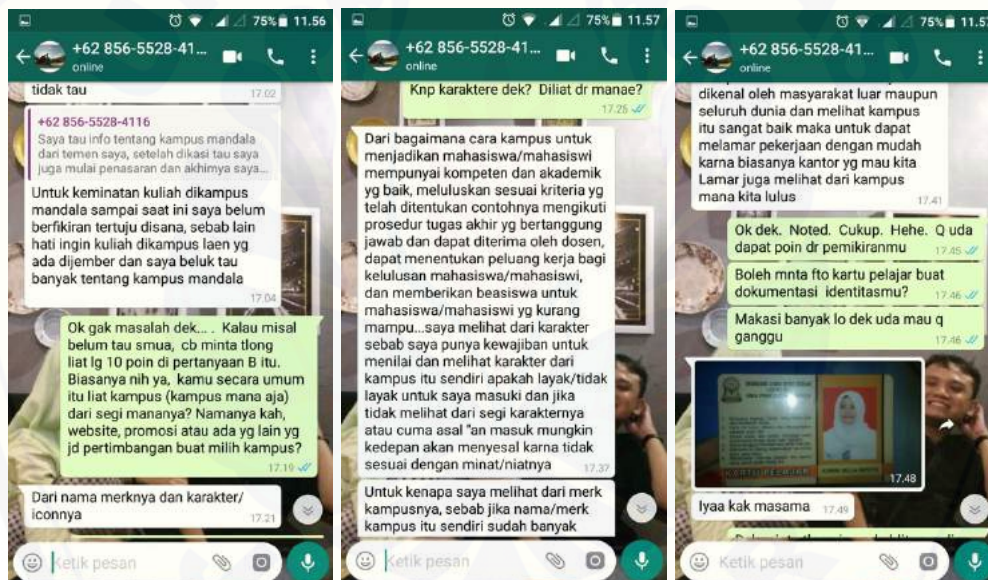 75% 11.56
+62 856-5528-41...
online
tidak tau
17.02
+62 856-5528-4116
Saya tau info tentang kampus mandala
dari temen saya, setelah dikasi tau saya
juga mulai penasaran dan akhirnya saya...
Untuk keminatan kuliah dikampus
mandala sampai saat ini saya belum
berfikiran tertuju disana, sebab lain
hati ingin kuliah dikampus laen yg
ada dijember dan saya beluk tau
banyak tentang kampus mandala
17.04
Ok gak masalah dek... . Kalau misal
belum tau smua, cb minta tlong
liat lg 10 poin di pertanyaan B itu.
Biasanya nih ya, kamu secara umum
itu liat kampus (kampus mana aja)
dari segi mananya? Namanya kah,
website, promosi atau ada yg lain yg
jd pertimbangan buat milih kampus?
17.19
Dari nama merknya dan karakter/
iconnya
17.21
Ketik pesan
75% 11.57
+62 856-5528-41...
online
Knp karaktere dek? Diliat dr manae?
17.25
Dari bagaimana cara kampus untuk
menjadikan mahasiswa/mahasiswi
mempunyai kompeten dan akademik
yg baik, meluluskan sesuai kriteria yg
telah ditentukan contohnya mengikuti
prosedur tugas akhir yg bertanggung
jawab dan dapat diterima oleh dosen,
dapat menentukan peluang kerja bagi
kelulusan mahasiswa/mahasiswi,
dan memberikan beasiswa untuk
mahasiswa/mahasiswi yg kurang
mampu...saya melihat dari karakter
sebab saya punya kewajiban untuk
menilai dan melihat karakter dari
kampus itu sendiri apakah layak/tidak
layak untuk saya masuki dan jika
tidak melihat dari segi karakternya
atau cuma asal "an masuk mungkin
kedepan akan menyesal karna tidak
sesuai dengan minat/niatnya
17.37
Untuk kenapa saya melihat dari merk
kampusnya, sebab jika nama/merk
kampus itu sendiri sudah banyak
Ketik pesan
75% 11.57
+62 856-5528-41...
online
dikenal oleh masyarakat luar maupun
seluruh dunia dan melihat kampus
itu sangat baik maka untuk dapat
melamar pekerjaan dengan mudah
karna biasanya kantor yg mau kita
Lamar juga melihat dari kampus
mana kita lulus
17.41
Ok dek. Noted. Cukup. Hehe. Q uda
dapat poin dr pemikiranmu
17.45
Boleh mnta fto kartu pelajar buat
dokumentasi identitasmu?
17.46
Makasi banyak lo dek uda mau q
ganggu
17.46
KARTU PELAJAR
17.48
Iyaa kak masama
17.49
Ketik pesan